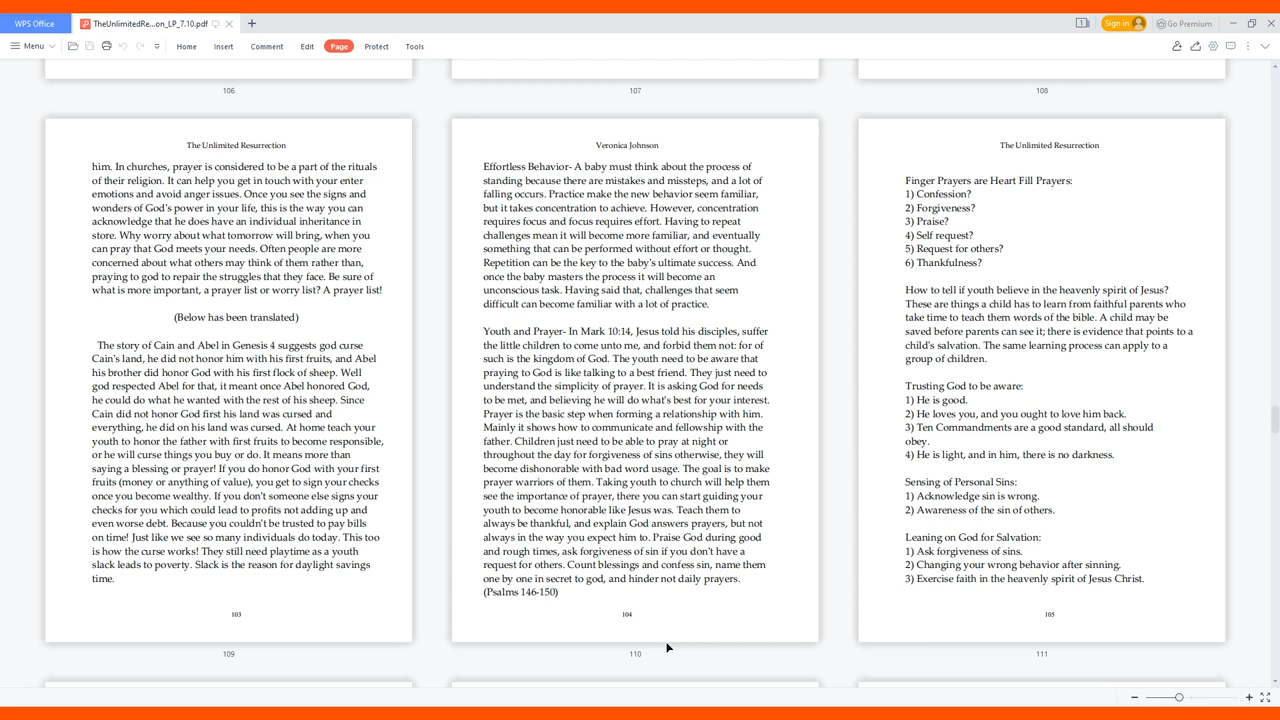 WPS Office
TheUnlimitedRe...on_LP_7.10.pdf
Sign in
Go Premium
Menu
Home
Insert
Comment
Edit
Page
Protect
Tools
106
107
108
The Unlimited Resurrection
him. In churches, prayer is considered to be a part of the rituals
of their religion. It can help you get in touch with your enter
emotions and avoid anger issues. Once you see the signs and
wonders of God's power in your life, this is the way you can
acknowledge that he does have an individual inheritance in
store. Why worry about what tomorrow will bring, when you
can pray that God meets your needs. Often people are more
concerned about what others may think of them rather than,
praying to god to repair the struggles that they face. Be sure of
what is more important, a prayer list or worry list? A prayer list!
(Below has been translated)
The story of Cain and Abel in Genesis 4 suggests god curse
Cain's land, he did not honor him with his first fruits, and Abel
his brother did honor God with his first flock of sheep. Well
god respected Abel for that, it meant once Abel honored God,
he could do what he wanted with the rest of his sheep. Since
Cain did not honor God first his land was cursed and
everything, he did on his land was cursed. At home teach your
youth to honor the father with first fruits to become responsible,
or he will curse things you buy or do. It means more than
saying a blessing or prayer! If you do honor God with your first
fruits (money or anything of value), you get to sign your checks
once you become wealthy. If you don't someone else signs your
checks for you which could lead to profits not adding up and
even worse debt. Because you couldn't be trusted to pay bills
on time! Just like we see so many individuals do today. This too
is how the curse works! They still need playtime as a youth
slack leads to poverty. Slack is the reason for daylight savings
time.
103
109
Veronica Johnson
Effortless Behavior- A baby must think about the process of
standing because there are mistakes and missteps, and a lot of
falling occurs. Practice make the new behavior seem familiar,
but it takes concentration to achieve. However, concentration
requires focus and focus requires effort. Having to repeat
challenges mean it will become more familiar, and eventually
something that can be performed without effort or thought.
Repetition can be the key to the baby's ultimate success. And
once the baby masters the process it will become an
unconscious task. Having said that, challenges that seem
difficult can become familiar with a lot of practice.
Youth and Prayer- In Mark 10:14, Jesus told his disciples, suffer
the little children to come unto me, and forbid them not: for of
such is the kingdom of God. The youth need to be aware that
praying to God is like talking to a best friend. They just need to
understand the simplicity of prayer. It is asking God for needs
to be met, and believing he will do what's best for your interest.
Prayer is the basic step when forming a relationship with him.
Mainly it shows how to communicate and fellowship with the
father. Children just need to be able to pray at night or
throughout the day for forgiveness of sins otherwise, they will
become dishonorable with bad word usage. The goal is to make
prayer warriors of them. Taking youth to church will help them
see the importance of prayer, there you can start guiding your
youth to become honorable like Jesus was. Teach them to
always be thankful, and explain God answers prayers, but not
always in the way you expect him to. Praise God during good
and rough times, ask forgiveness of sin if you don't have a
request for others. Count blessings and confess sin, name them
one by one in secret to god, and hinder not daily prayers.
(Psalms 146-150)
104
110
The Unlimited Resurrection
Finger Prayers are Heart Fill Prayers:
1) Confession?
2) Forgiveness?
3) Praise?
4) Self request?
5) Request for others?
6) Thankfulness?
How to tell if youth believe in the heavenly spirit of Jesus?
These are things a child has to learn from faithful parents who
take time to teach them words of the bible. A child may be
saved before parents can see it; there is evidence that points to a
child's salvation. The same learning process can apply to a
group of children.
Trusting God to be aware:
1) He is good.
2) He loves you, and you ought to love him back.
3) Ten Commandments are a good standard, all should
obey.
4) He is light, and in him, there is no darkness.
Sensing of Personal Sins:
1) Acknowledge sin is wrong.
2) Awareness of the sin of others.
Leaning on God for Salvation:
1) Ask forgiveness of sins.
2) Changing your wrong behavior after sinning.
3) Exercise faith in the heavenly spirit of Jesus Christ.
105
111